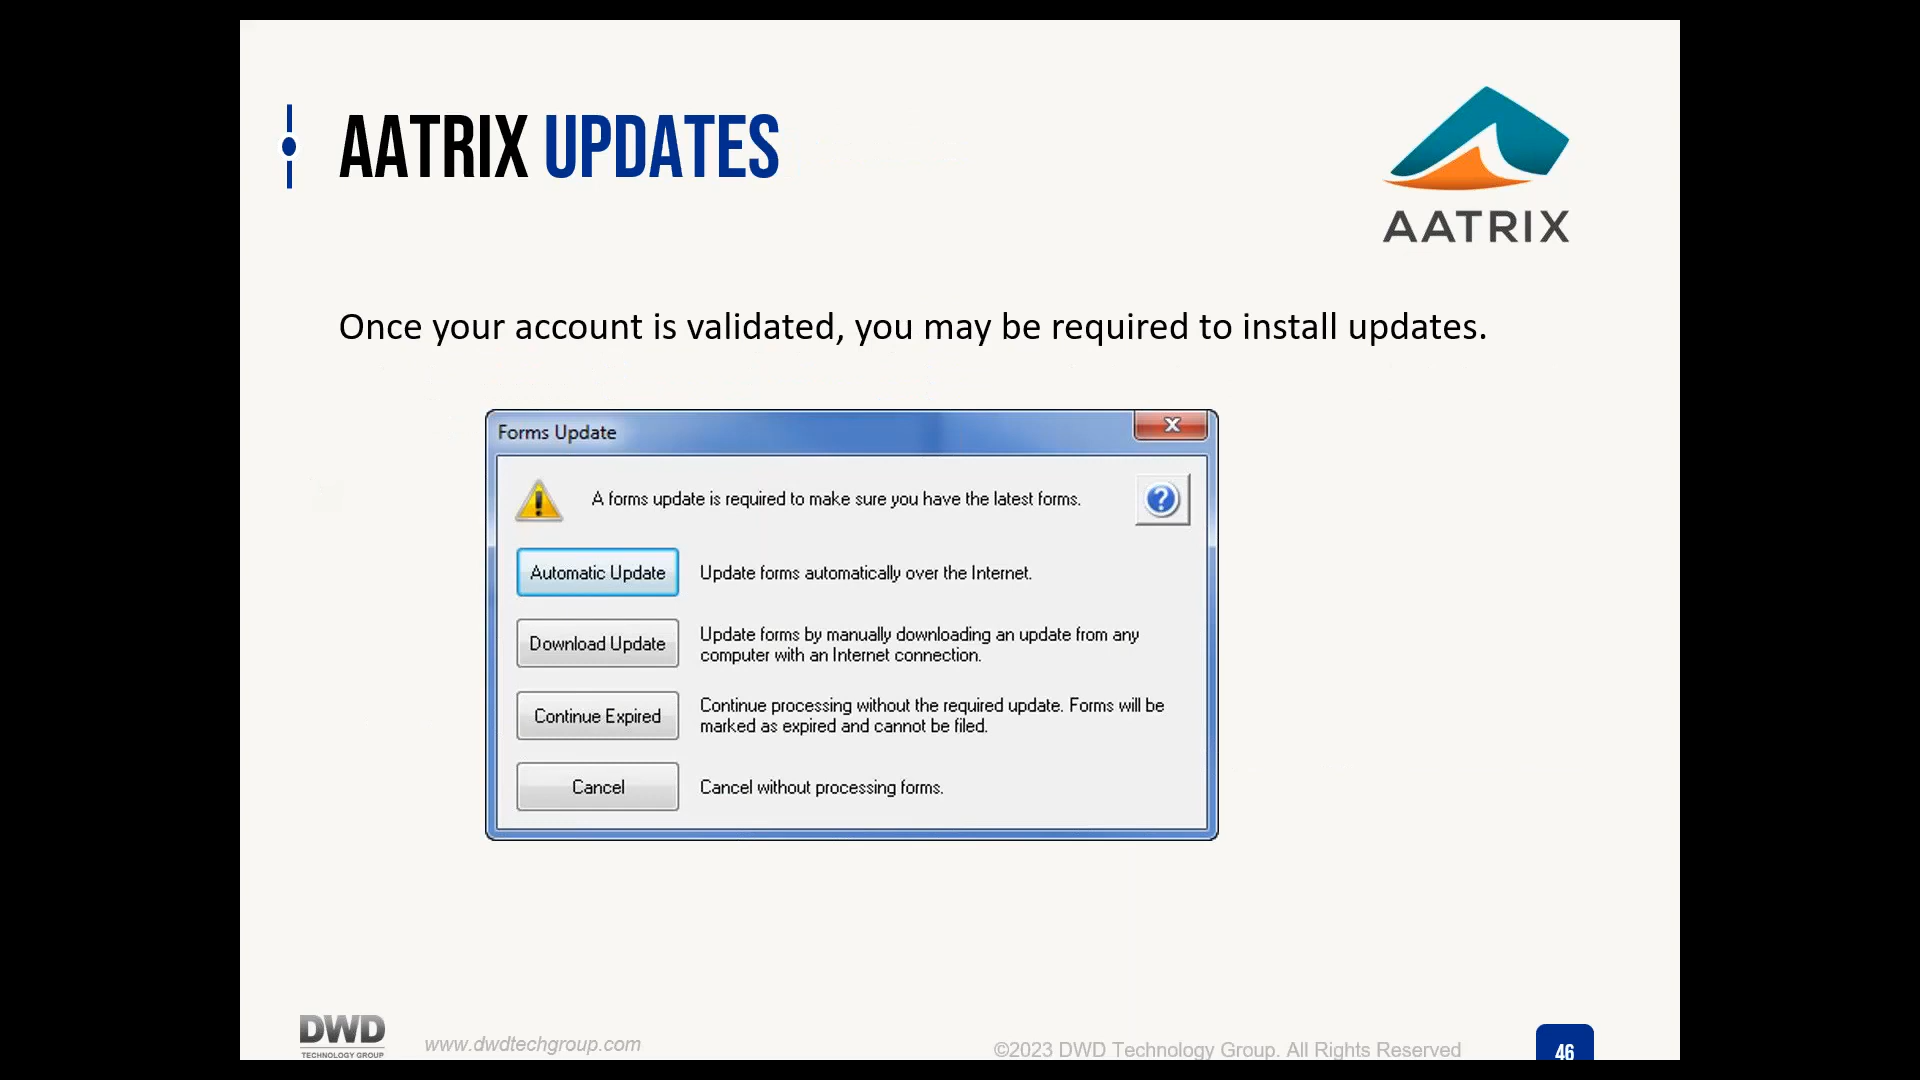 AATRIX UPDATES
AATRIX
Once your account is validated, you may be required to install updates.
Forms Update
A forms update is required to make sure you have the latest forms.
Automatic Update
Update forms automatically over the Internet.
Download Update
Update forms by manually downloading an update from any
computer with an Internet connection.
Continue Expired
Continue processing without the required update. Forms will be
marked as expired and cannot be filed.
Cancel
Cancel without processing forms.
DWD
TECHNOLOGY GROUP
www.dwdtechgroup.com
©2023 DWD Technology Group. All Rights Reserved
46